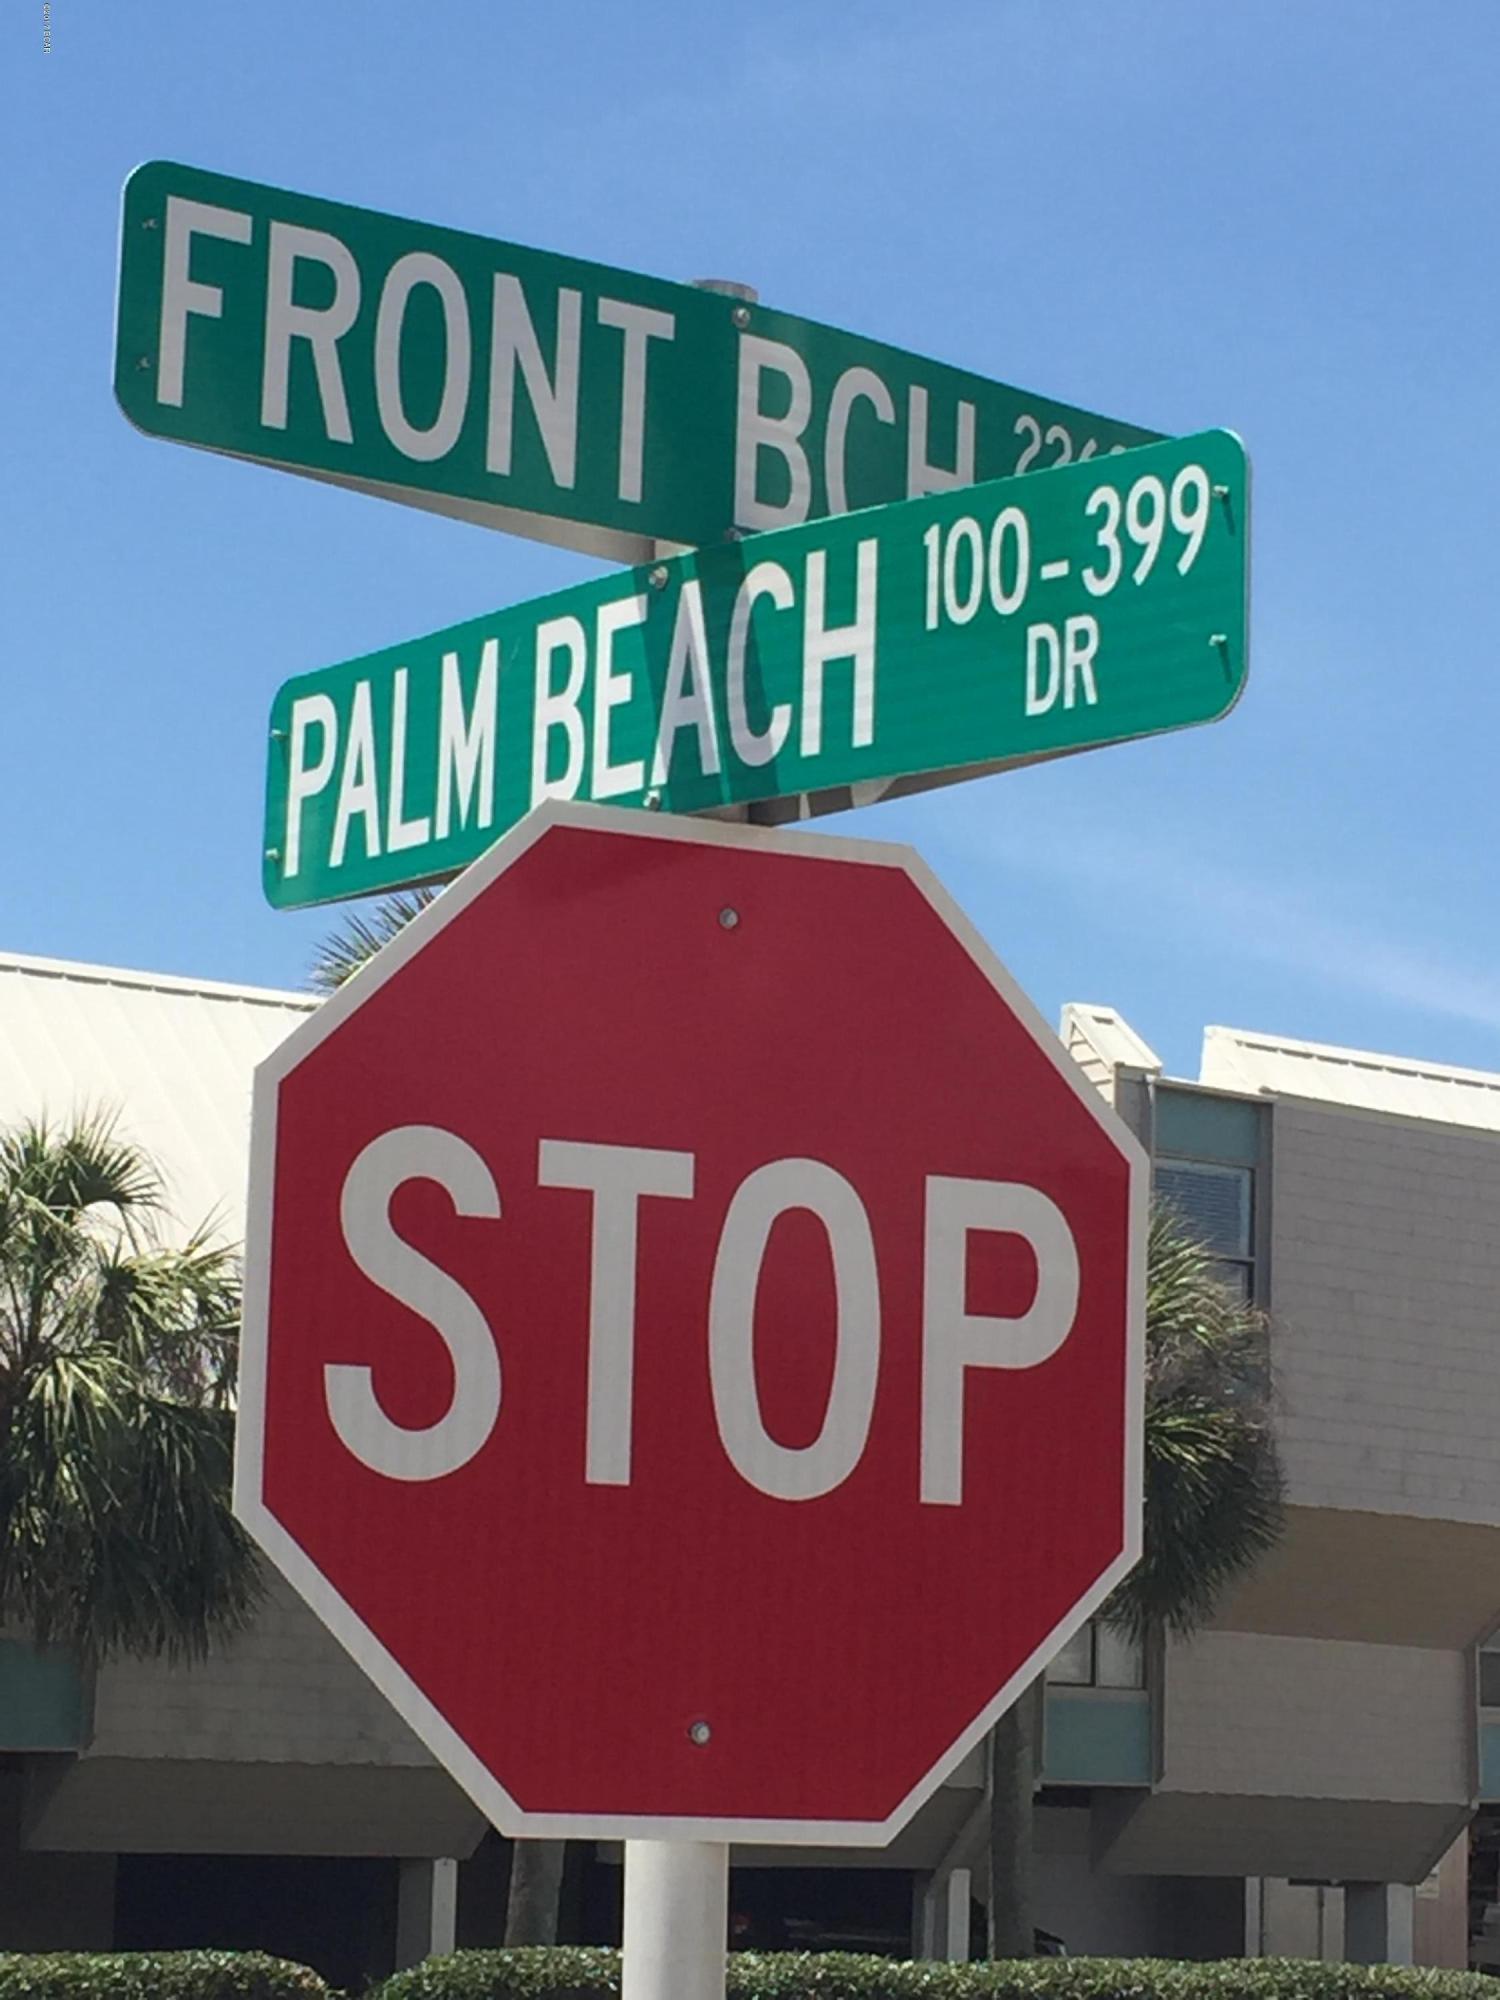 FRONT BCH
PALM BEACH 100-399
DR
STOP